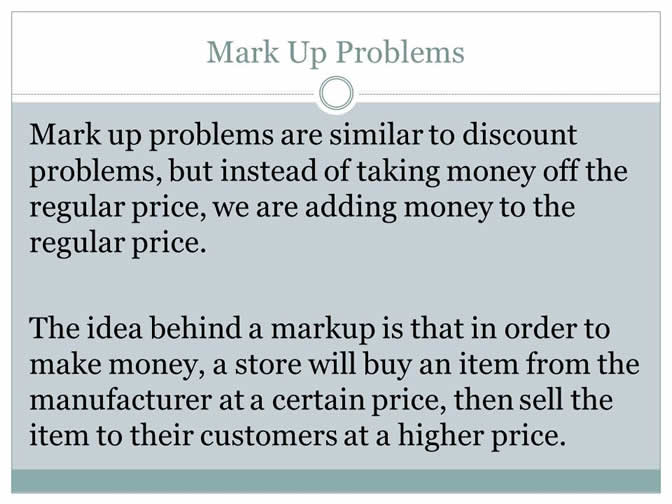 Mark Up Problems
Mark up problems are similar to discount
problems, but instead of taking money off the
regular price, we are adding money to the
regular price.
The idea behind a markup is that in order to
make money, a store will buy an item from the
manufacturer at a certain price, then sell the
item to their customers at a higher price.